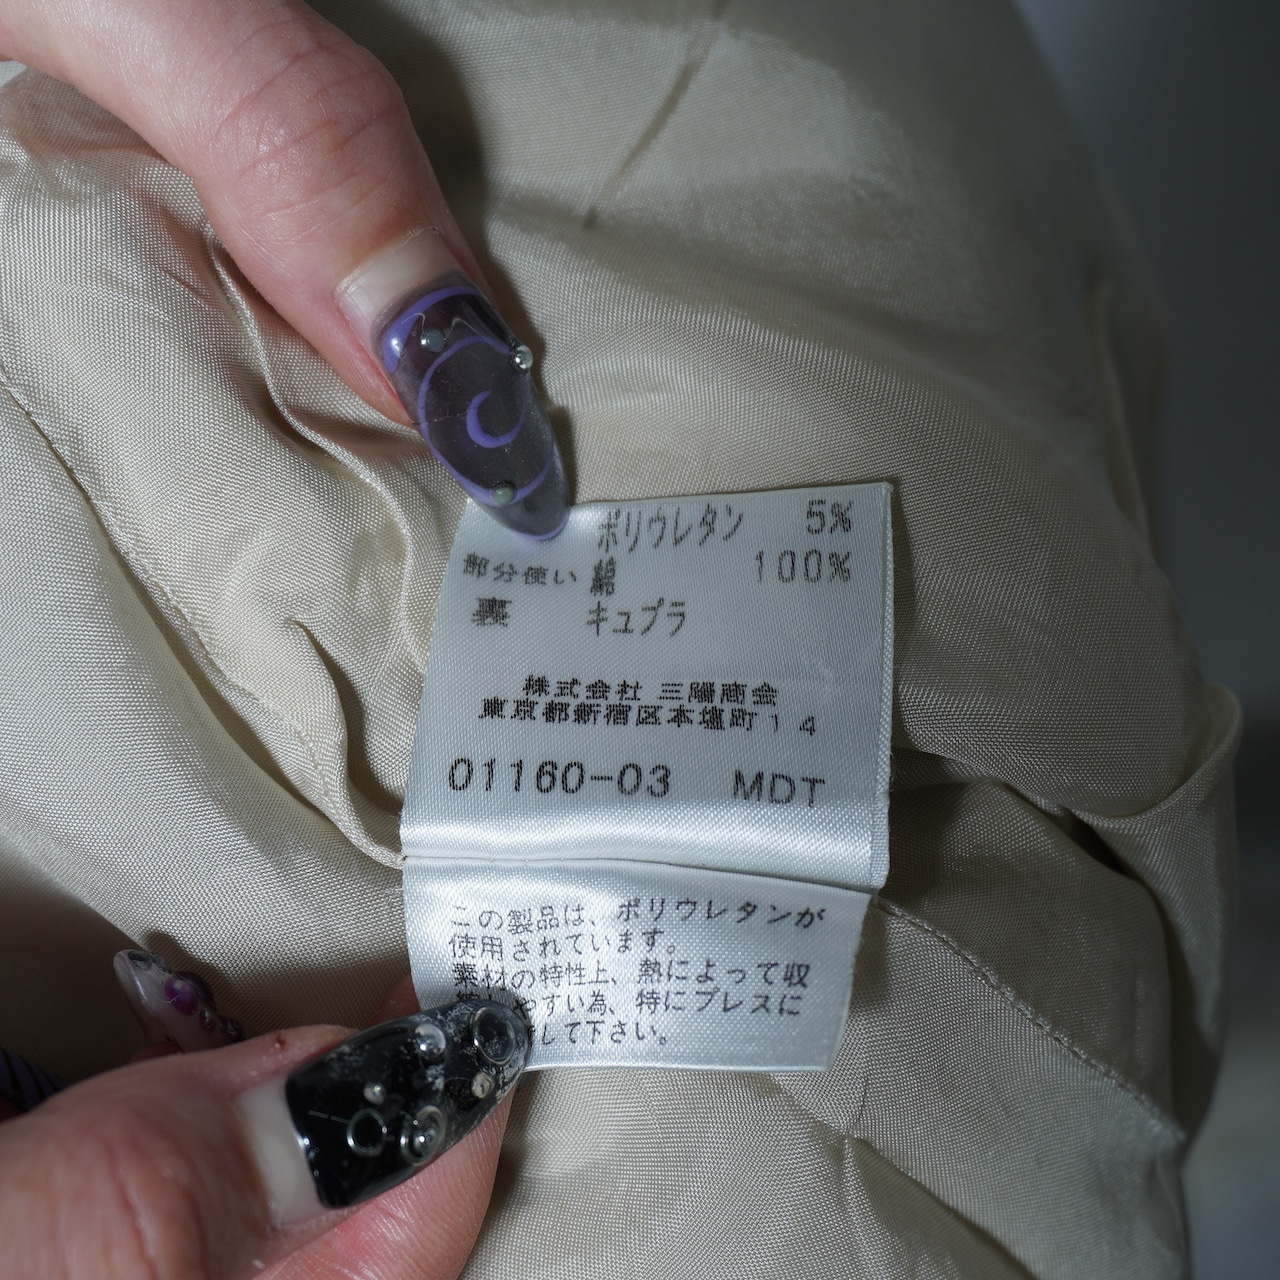 ポリウレタン 5%
部分使い 綿 100%
裏 キュプラ
株式会社 三陽商会
東京都新宿区本塩町14
01160-03 MDT
この製品は、ポリウレタンが
使用されています。
素材の特性上、熱によって収
やすい為、特にプレスに
して下さい。